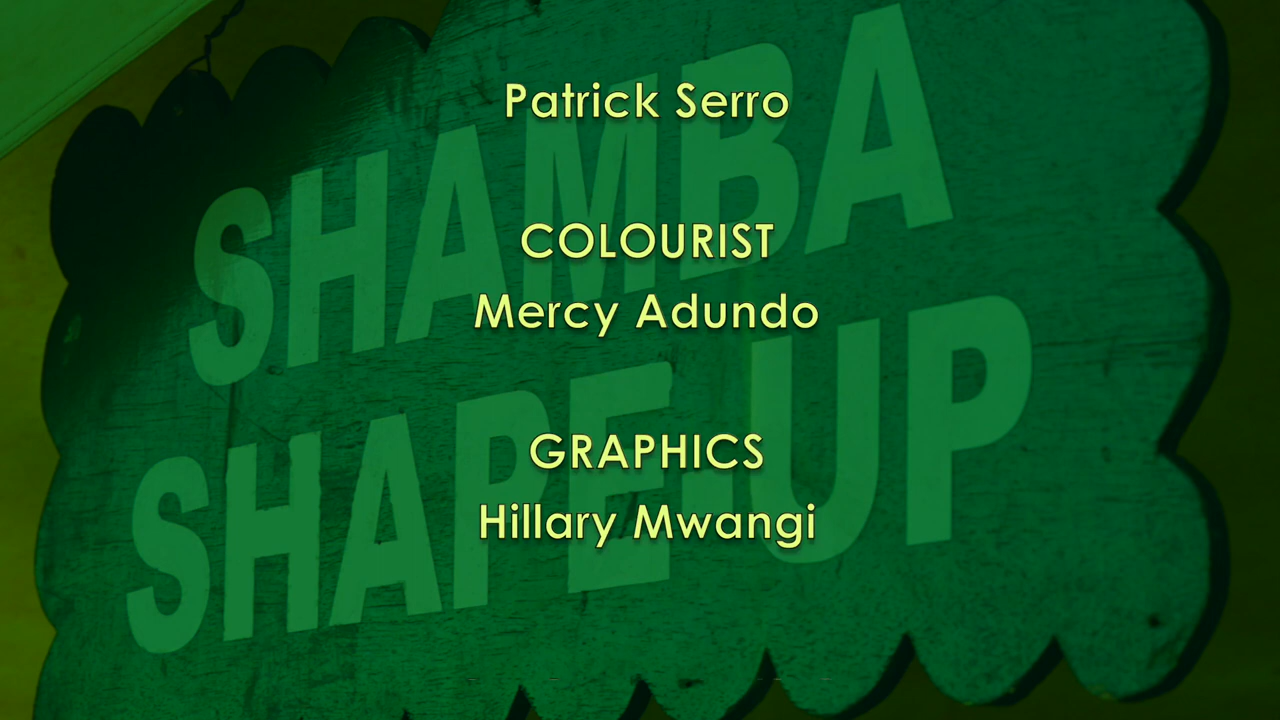 Patrick Serro
COLOURIST
Mercy Adundo
GRAPHICS
Hillary Mwangi
SHAMBA
SHAPE UP